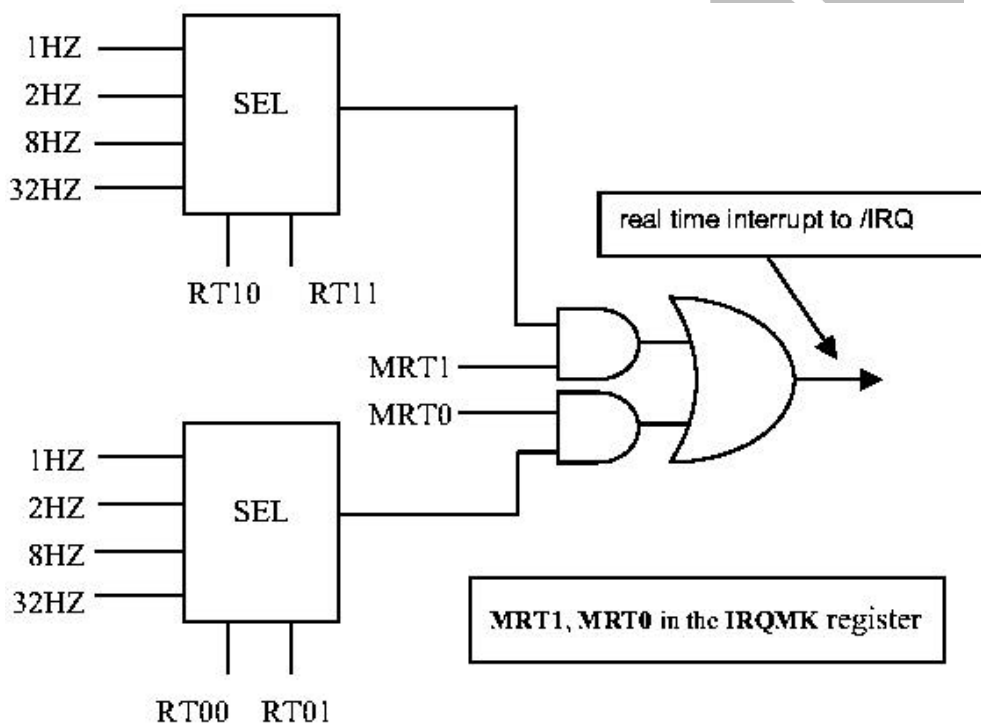 1HZ
2HZ
8HZ
32HZ
SEL
RT10
RT11
real time interrupt to /IRQ
MRT1
MRT0
1HZ
2HZ
8HZ
32HZ
SEL
RT00
RT01
MRT1, MRT0 in the IRQMK register